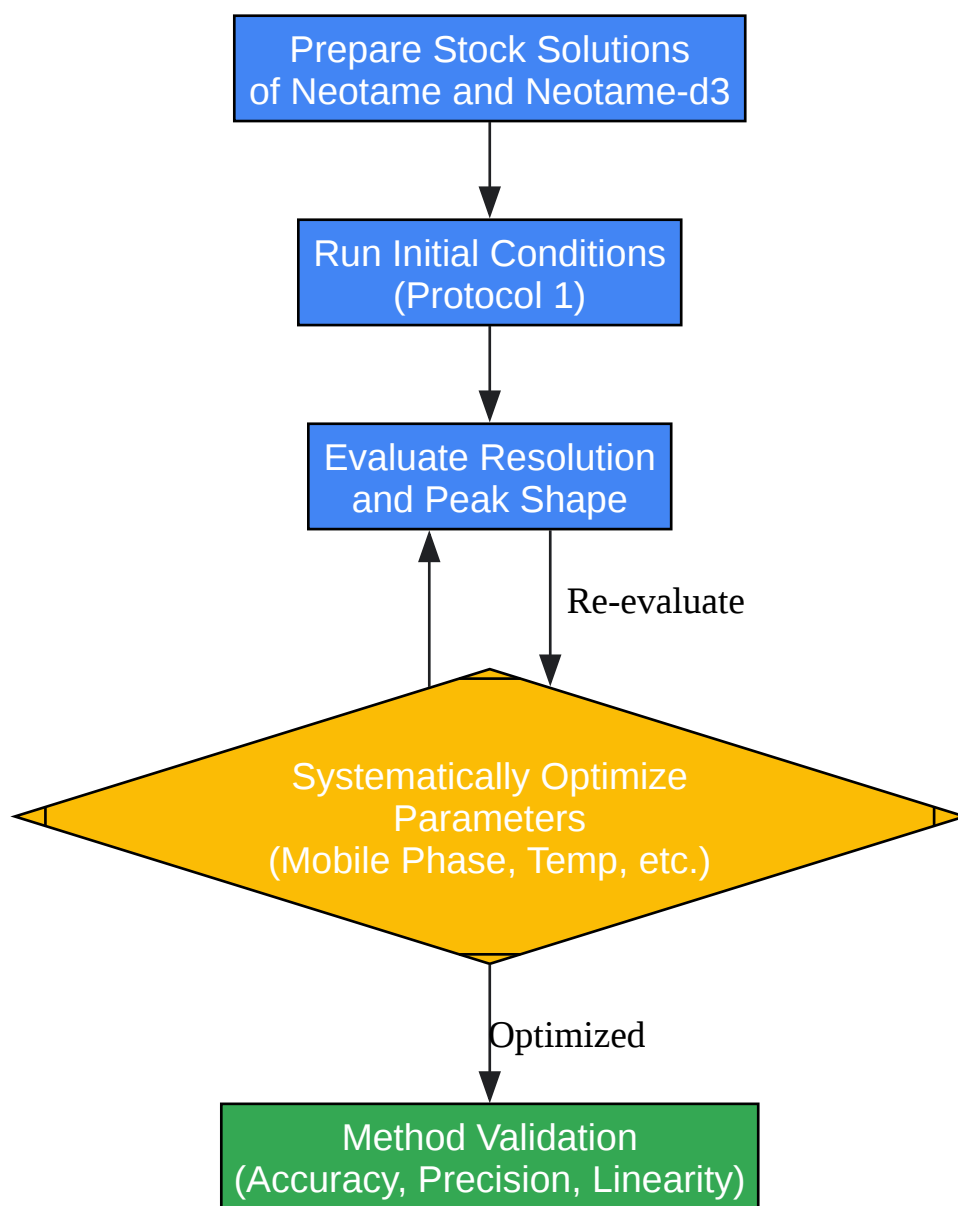 Prepare Stock Solutions
of Neotame and Neotame-d3
Run Initial Conditions
(Protocol 1)
Evaluate Resolution
and Peak Shape
Re-evaluate
Systematically Optimize
Parameters
(Mobile Phase, Temp, etc.)
Optimized
Method Validation
(Accuracy, Precision, Linearity)